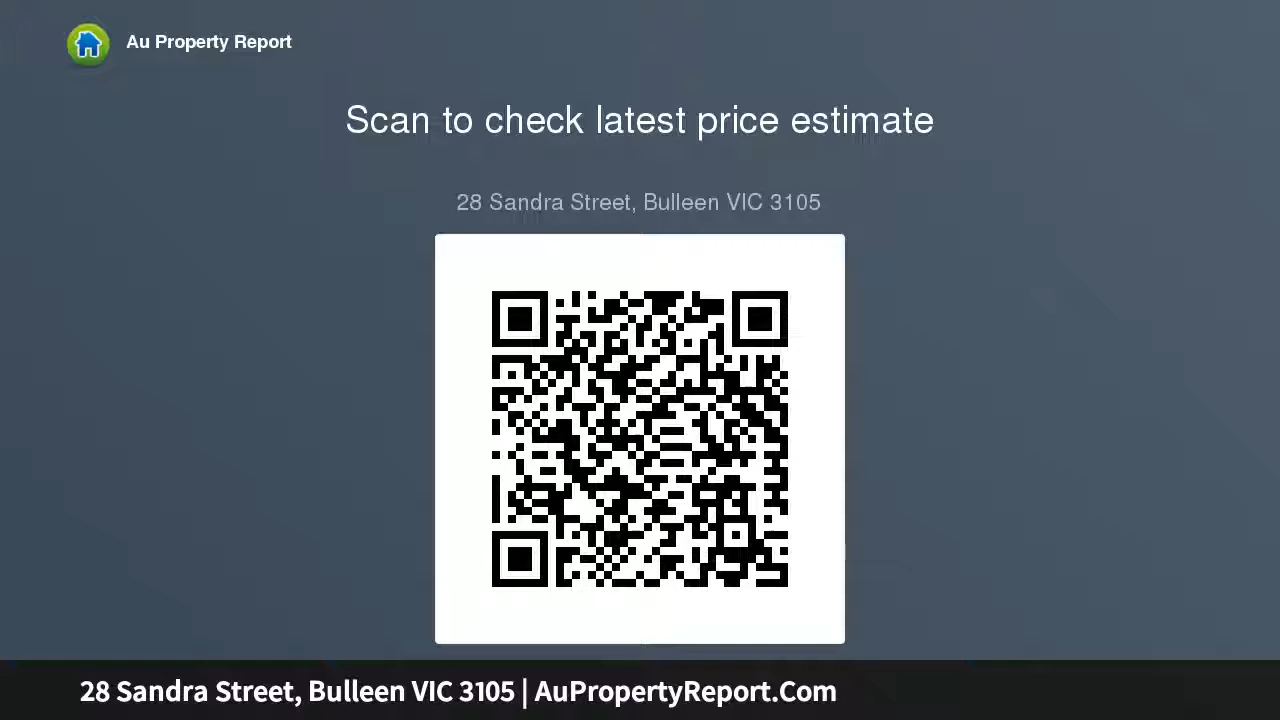 Au Property Report
Scan to check latest price estimate
28 Sandra Street, Bulleen VIC 3105
28 Sandra Street, Bulleen VIC 3105 | AuPropertyReport.Com